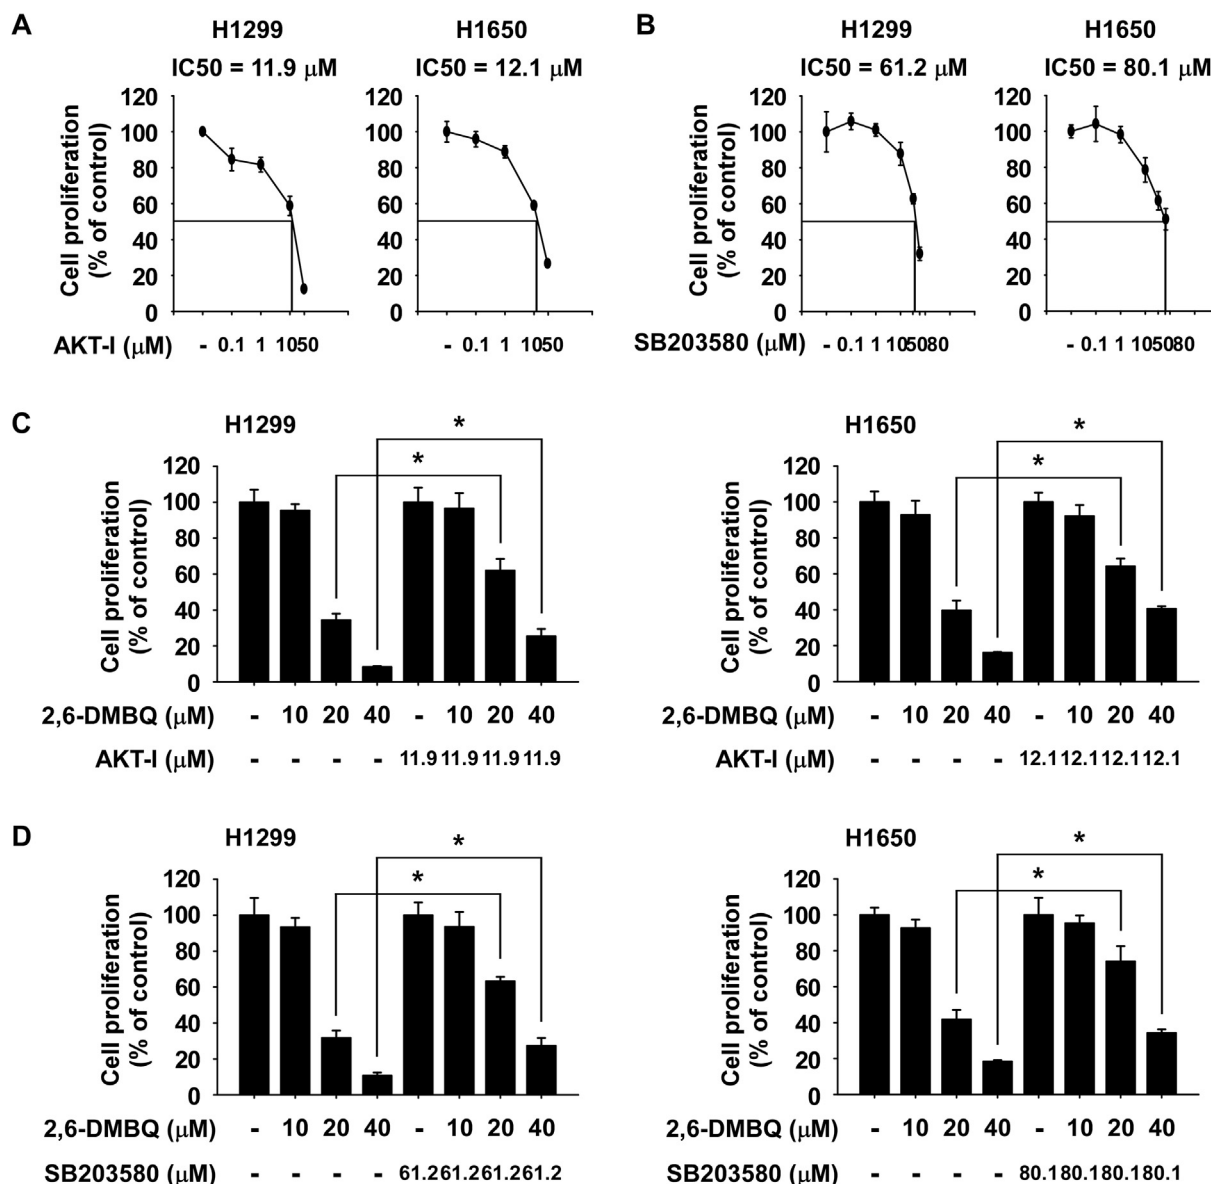 A
H1299
IC50 = 11.9 μM
H1650
IC50 = 12.1 μM
Cell proliferation
(% of control)
120
100
80
60
40
20
0
120
100
80
60
40
20
0
AKT-I (μM)
- 0.1 1 10 50
- 0.1 1 10 50
B
H1299
IC50 = 61.2 μM
H1650
IC50 = 80.1 μM
Cell proliferation
(% of control)
120
100
80
60
40
20
0
120
100
80
60
40
20
0
SB203580 (μM)
- 0.1 1 10 50 80
- 0.1 1 10 50 80
C
H1299
*
*
Cell proliferation
(% of control)
120
100
80
60
40
20
0
2,6-DMBQ (μM) - 10 20 40 - 10 20 40
AKT-I (μM) - - - - 11.9 11.9 11.9 11.9
H1650
*
*
Cell proliferation
(% of control)
120
100
80
60
40
20
0
2,6-DMBQ (μM) - 10 20 40 - 10 20 40
AKT-I (μM) - - - - 12.1 12.1 12.1 12.1
D
H1299
*
*
Cell proliferation
(% of control)
120
100
80
60
40
20
0
2,6-DMBQ (μM) - 10 20 40 - 10 20 40
SB203580 (μM) - - - - 61.2 61.2 61.2 61.2
H1650
*
*
Cell proliferation
(% of control)
120
100
80
60
40
20
0
2,6-DMBQ (μM) - 10 20 40 - 10 20 40
SB203580 (μM) - - - - 80.1 80.1 80.1 80.1